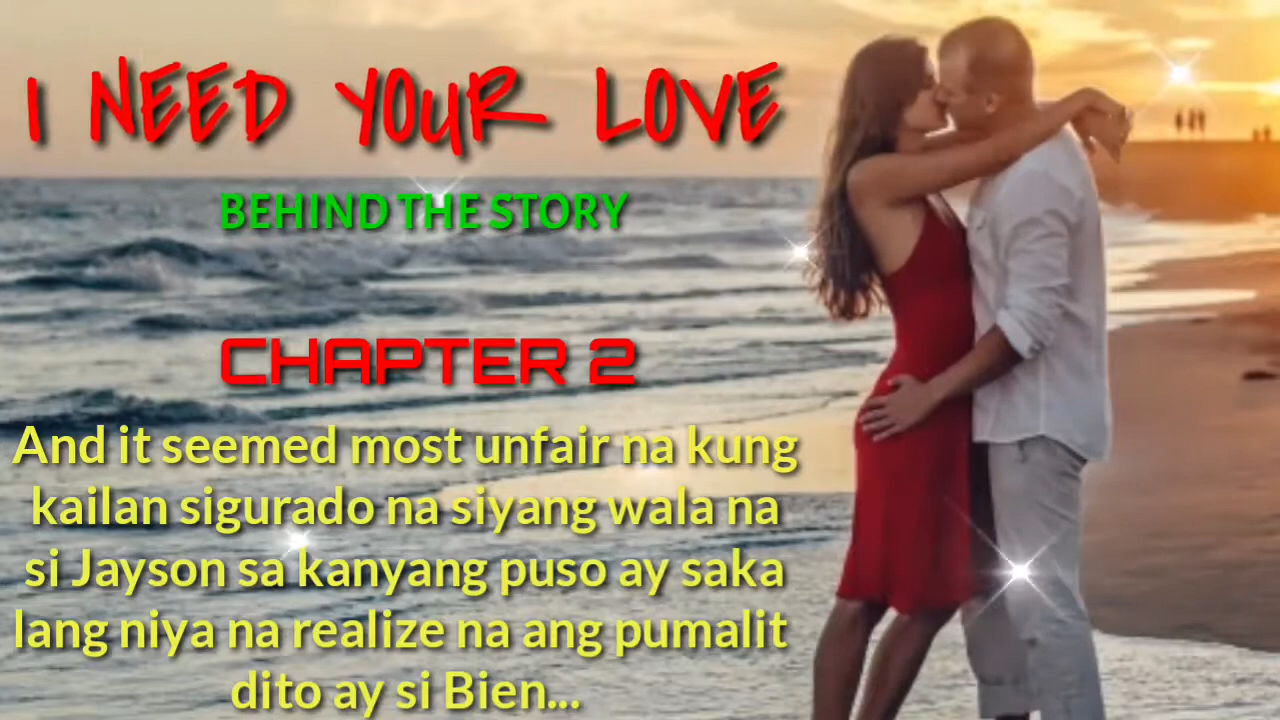 I NEED YOUR LOVE
BEHIND THE STORY
CHAPTER 2
And it seemed most unfair na kung
kailan sigurado na siyang wala na
si Jayson sa kanyang puso ay saka
lang niya na realize na ang pumalit
dito ay si Bien...